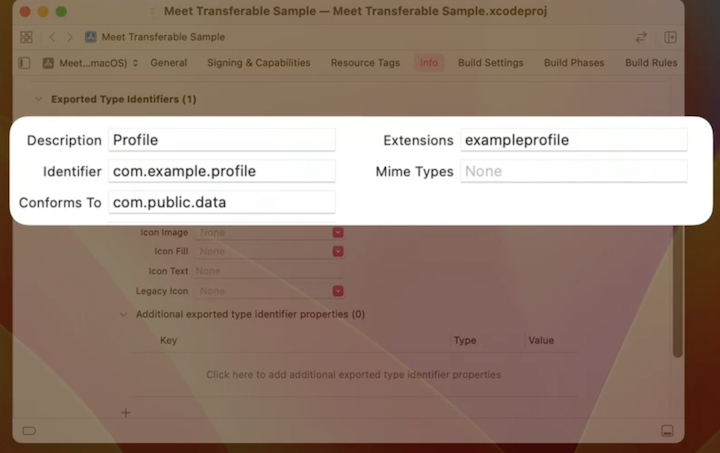 Meet Transferable Sample — Meet Transferable Sample.xcodeproj
Meet Transferable Sample
Meet...macOS) General Signing & Capabilities Resource Tags Info Build Settings Build Phases Build Rules
Exported Type Identifiers (1)
Description Profile Extensions exampleprofile
Identifier com.example.profile Mime Types None
Conforms To com.public.data
Icon Image None
Icon Fill None
Icon Text None
Legacy Icon None
Additional exported type identifier properties (0)
Key Type Value
Click here to add additional exported type identifier properties